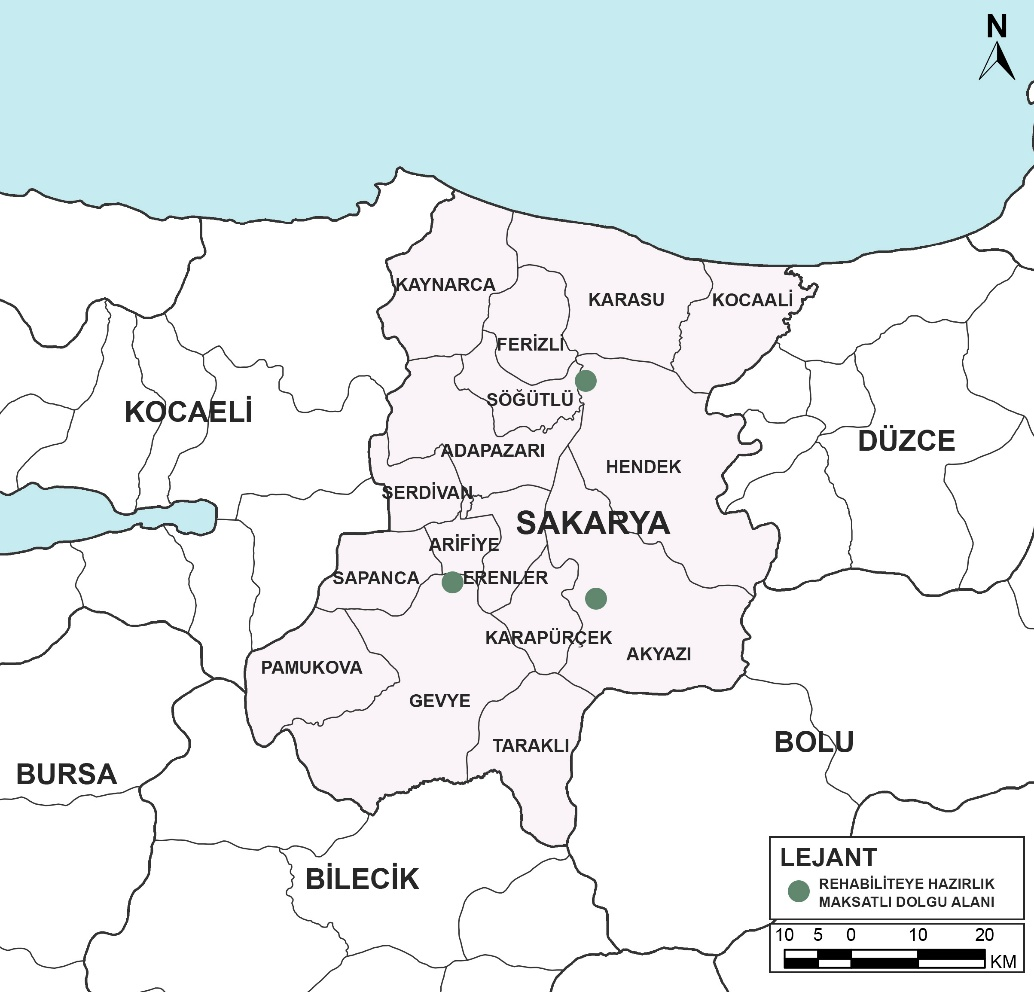 N
KAYNARCA
KARASU
KOCAALİ
FERİZLİ
SÖĞÜTLÜ
KOCAELİ
DÜZCE
ADAPAZARI
HENDEK
SERDİVAN
SAKARYA
ARİFİYE
SAPANCA
ERENLER
KARAPÜRÇEK
AKYAZI
PAMUKOVA
GEVYE
TARAKLI
BOLU
BURSA
BİLECİK
LEJANT
REHABİLİTEYE HAZIRLIK
MAKSATLI DOLGU ALANI
10 5 0 10 20
KM